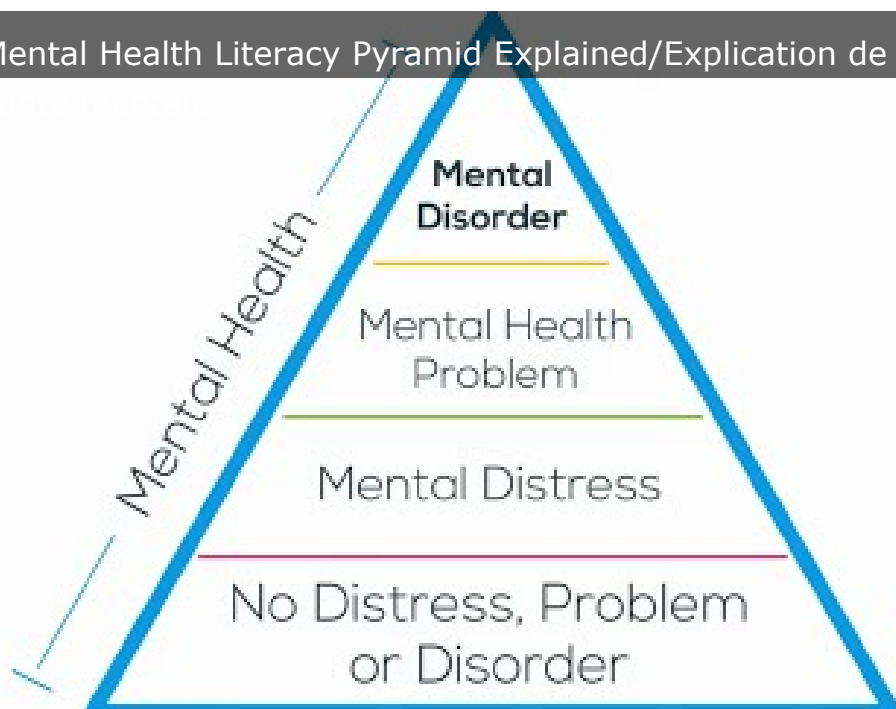 Mental Health Literacy Pyramid Explained/Explication de
Mental
Disorder
Mental Health
Mental Health
Problem
Mental Distress
No Distress, Problem
or Disorder